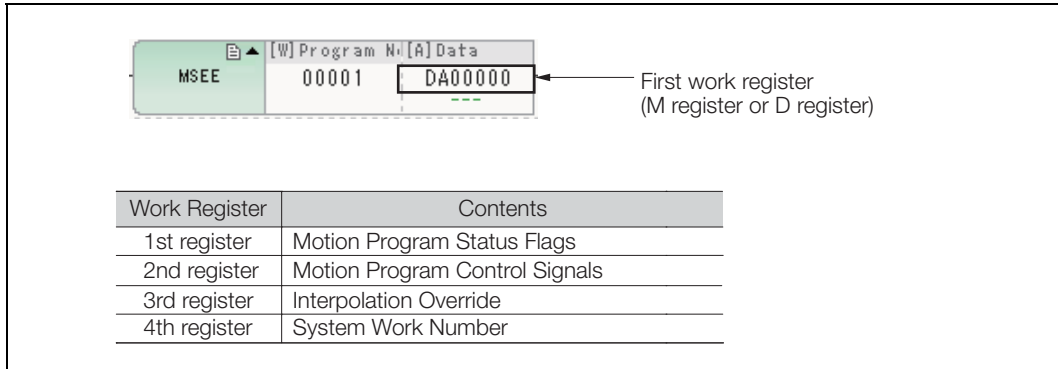 [W]Program No [A]Data
MSEE 00001 DA00000
---
First work register
(M register or D register)
Work Register Contents
1st register Motion Program Status Flags
2nd register Motion Program Control Signals
3rd register Interpolation Override
4th register System Work Number